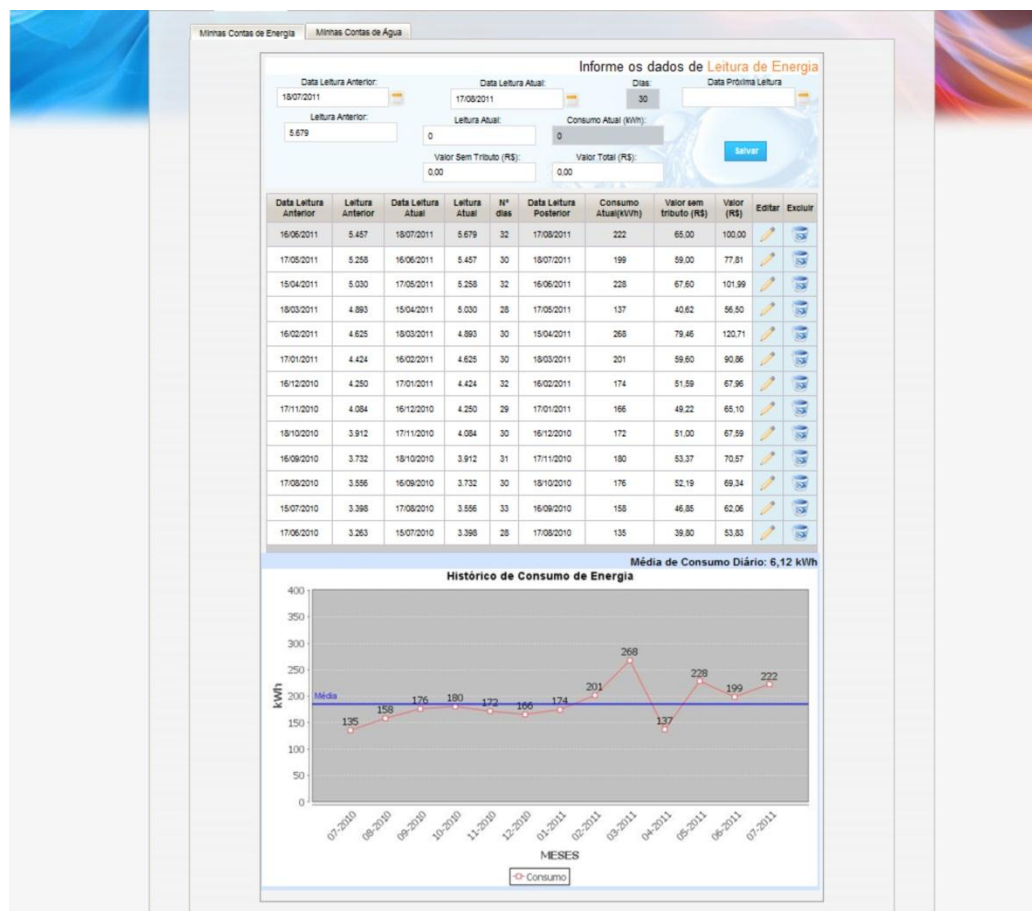 Minhas Contas de Energia Minhas Contas de Água
Informe os dados de Leitura de Energia
Data Leitura Anterior: Data Leitura Atual: Dias: Data Próxima Leitura
18/07/2011 17/08/2011 30
Leitura Anterior: Leitura Atual: Consumo Atual (kWh):
5.679 0 0
Salvar
Valor Sem Tributo (R$): Valor Total (R$):
0,00 0,00
Data Leitura Anterior Leitura Anterior Data Leitura Atual Leitura Atual N° dias Data Leitura Posterior Consumo Atual(kWh) Valor sem tributo (R$) Valor (R$) Editar Excluir
16/06/2011 5.457 18/07/2011 5.679 32 17/08/2011 222 65,00 100,00
17/05/2011 5.258 16/06/2011 5.457 30 18/07/2011 199 59,00 77,81
15/04/2011 5.030 17/05/2011 5.258 32 16/06/2011 228 67,60 101,99
18/03/2011 4.893 15/04/2011 5.030 28 17/05/2011 137 40,62 56,50
16/02/2011 4.625 18/03/2011 4.893 30 15/04/2011 268 79,46 120,71
17/01/2011 4.424 16/02/2011 4.625 30 18/03/2011 201 59,60 90,86
16/12/2010 4.250 17/01/2011 4.424 32 16/02/2011 174 51,59 67,96
17/11/2010 4.084 16/12/2010 4.250 29 17/01/2011 166 49,22 65,10
18/10/2010 3.912 17/11/2010 4.084 30 16/12/2010 172 51,00 67,59
16/09/2010 3.732 18/10/2010 3.912 31 17/11/2010 180 53,37 70,57
17/08/2010 3.556 16/09/2010 3.732 30 18/10/2010 176 52,19 69,34
15/07/2010 3.398 17/08/2010 3.556 33 16/09/2010 158 46,85 62,06
17/06/2010 3.263 15/07/2010 3.398 28 17/08/2010 135 39,80 53,83
Média de Consumo Diário: 6,12 kWh
Histórico de Consumo de Energia
400
350
300
250
200
150
100
50
0
kWh
Média
135 158 176 180 172 166 174 201 268 137 228 199 222
07-2010 08-2010 09-2010 10-2010 11-2010 12-2010 01-2011 02-2011 03-2011 04-2011 05-2011 06-2011 07-2011
MESES
Consumo